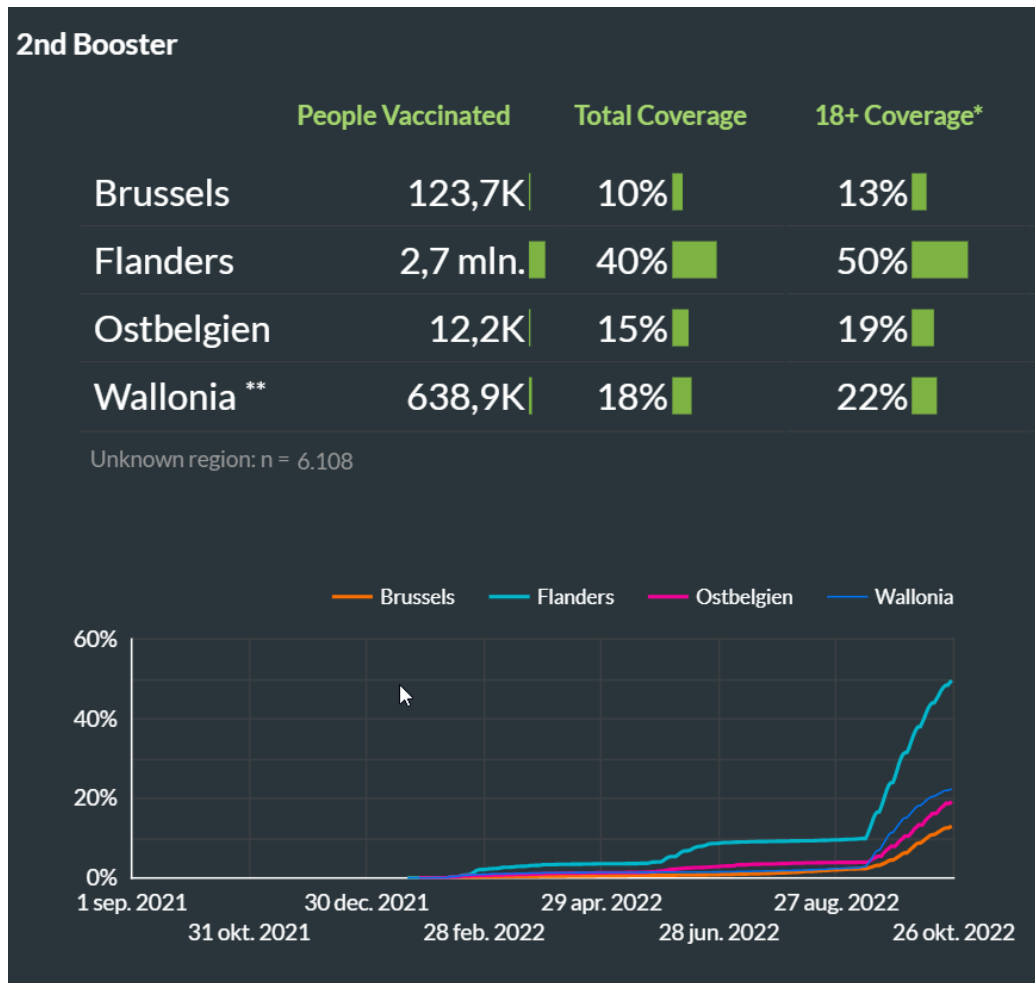 2nd Booster
People Vaccinated Total Coverage 18+ Coverage*
Brussels 123,7K 10% 13%
Flanders 2,7 mln. 40% 50%
Ostbelgien 12,2K 15% 19%
Wallonia ** 638,9K 18% 22%
Unknown region: n = 6.108
Brussels Flanders Ostbelgien Wallonia
60%
40%
20%
0%
1 sep. 2021 30 dec. 2021 29 apr. 2022 27 aug. 2022
31 okt. 2021 28 feb. 2022 28 jun. 2022 26 okt. 2022